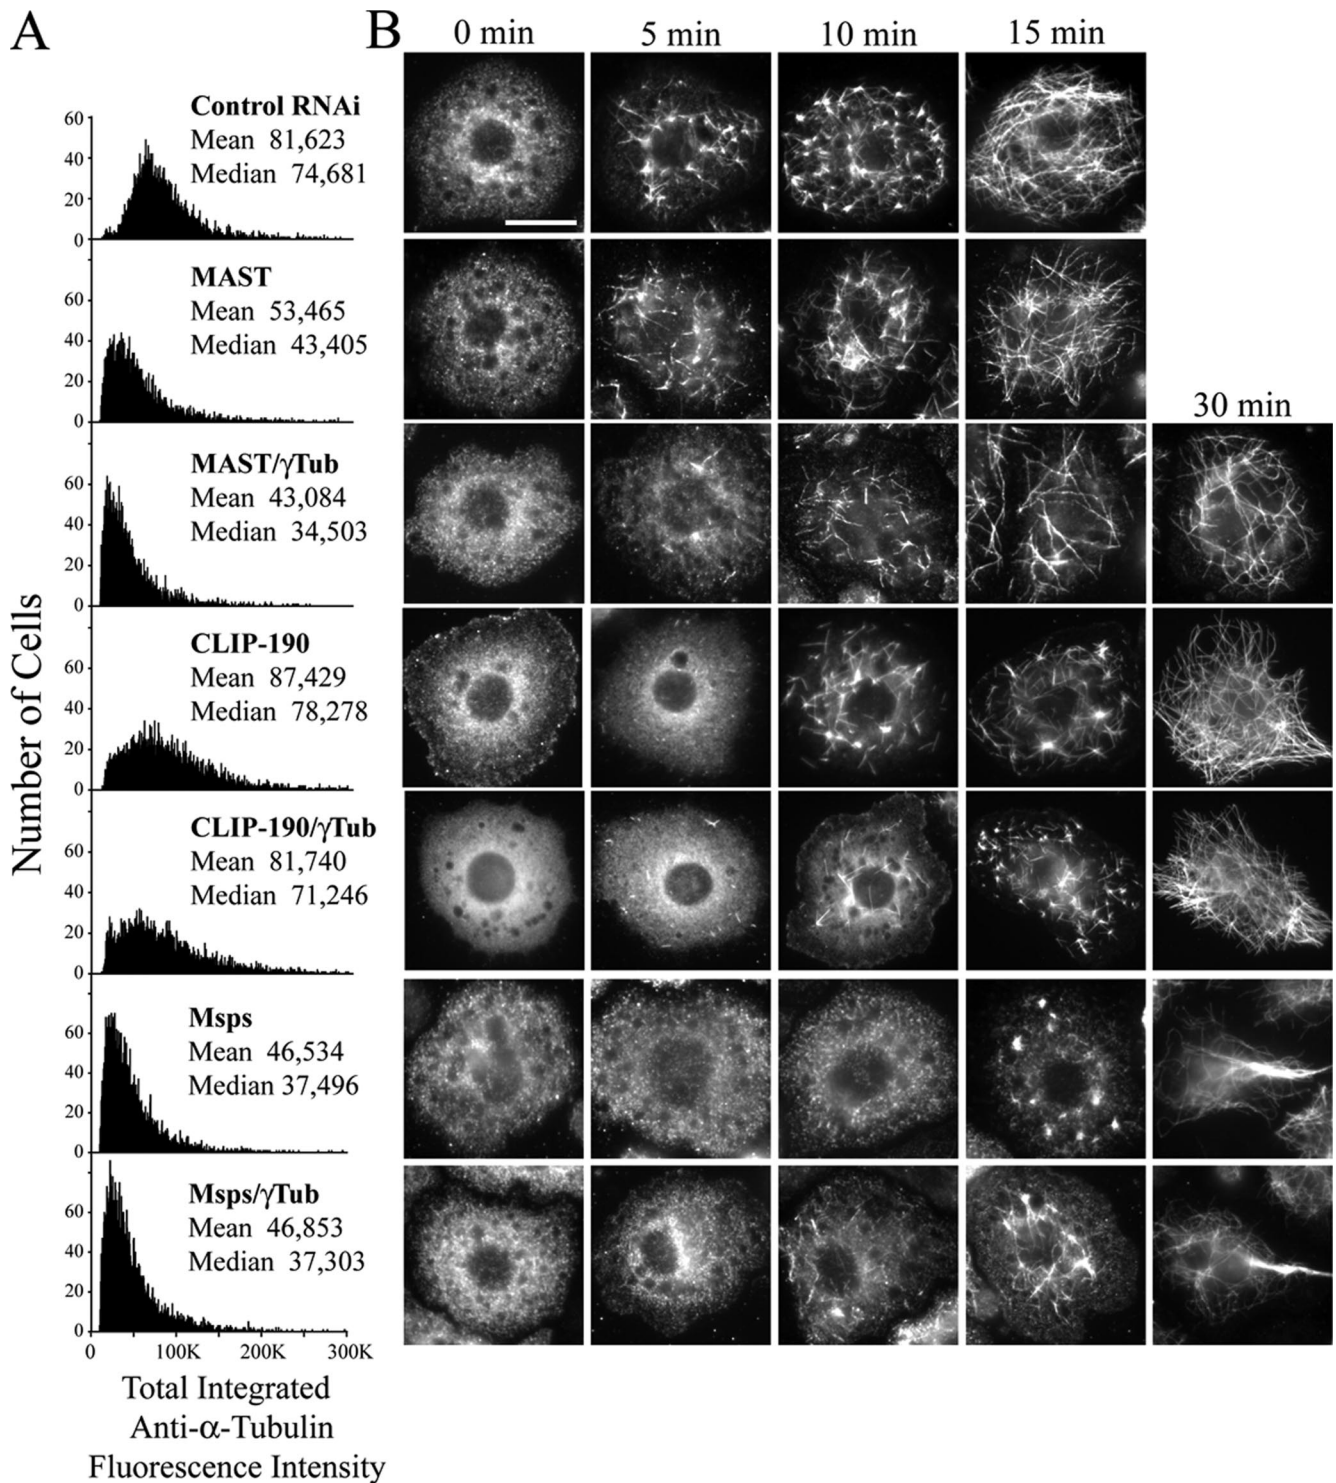 A
B
0 min
5 min
10 min
15 min
30 min
Number of Cells
Control RNAi
Mean 81,623
Median 74,681
60
40
20
0
MAST
Mean 53,465
Median 43,405
60
40
20
0
MAST/γTub
Mean 43,084
Median 34,503
60
40
20
0
CLIP-190
Mean 87,429
Median 78,278
60
40
20
0
CLIP-190/γTub
Mean 81,740
Median 71,246
60
40
20
0
Msps
Mean 46,534
Median 37,496
60
40
20
0
Msps/γTub
Mean 46,853
Median 37,303
60
40
20
0
0 100K 200K 300K
Total Integrated
Anti-α-Tubulin
Fluorescence Intensity